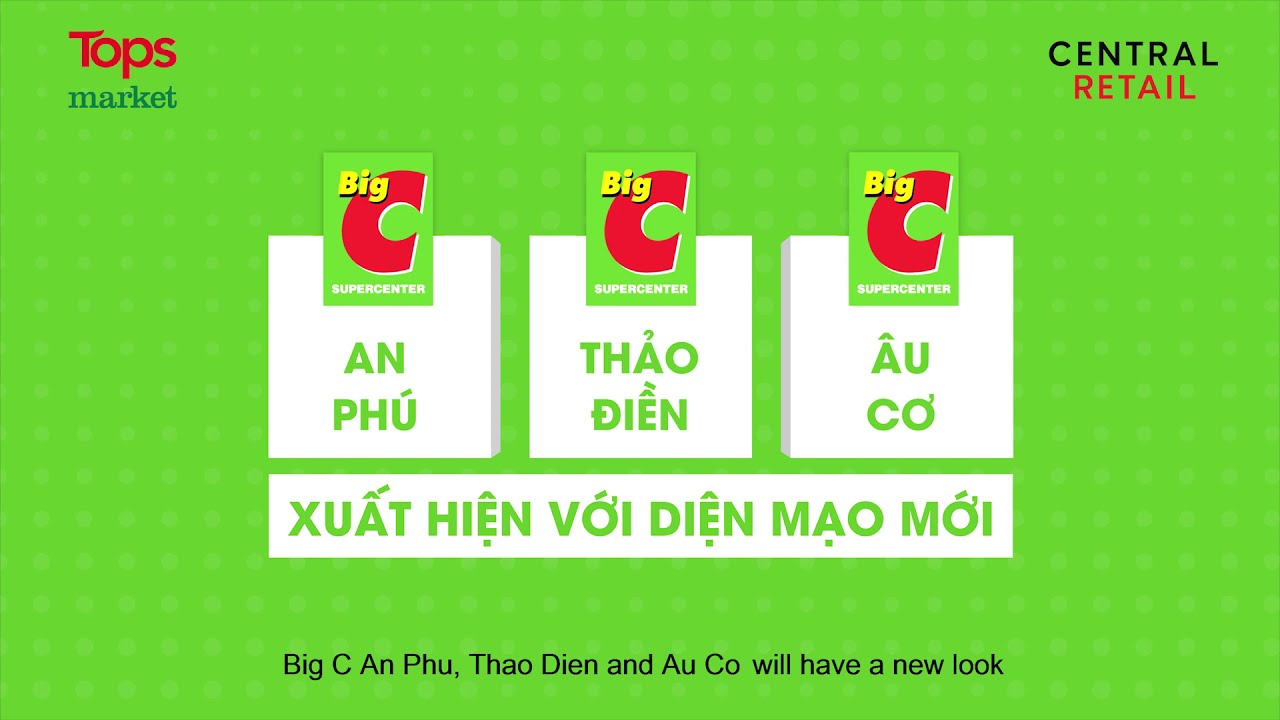 Tops
market
CENTRAL
RETAIL
Big
C
SUPERCENTER
AN
PHÚ
Big
C
SUPERCENTER
THẢO
ĐIỀN
Big
C
SUPERCENTER
ÂU
CƠ
XUẤT HIỆN VỚI DIỆN MẠO MỚI
Big C An Phu, Thao Dien and Au Co will have a new look